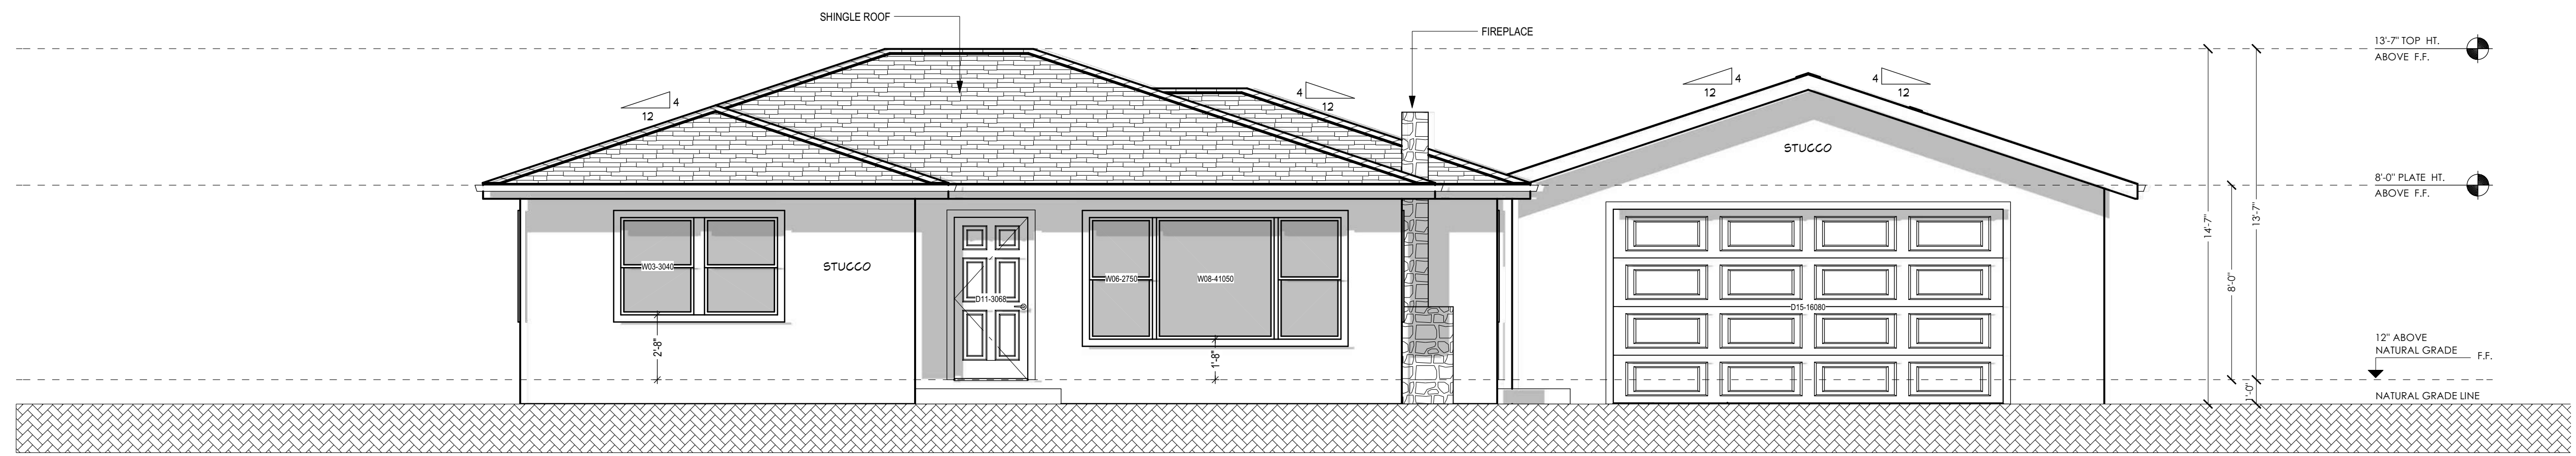 SHINGLE ROOF
FIREPLACE
13'-7" TOP HT.
ABOVE F.F.
4
12
4
12
4
12
4
12
STUCCO
8'-0" PLATE HT.
ABOVE F.F.
14'-7"
13'-7"
8'-0"
1'-0"
STUCCO
W03-3040
W06-2750
W08-41050
D11-3068
D15-16080
2'-8"
1'-8"
12" ABOVE
NATURAL GRADE
F.F.
NATURAL GRADE LINE